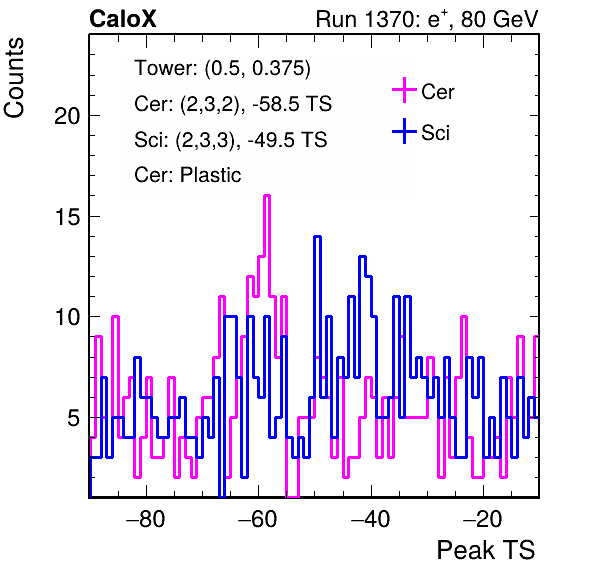 CaloX Run 1370: e⁺, 80 GeV
Tower: (0.5, 0.375)
Cer: (2,3,2), -58.5 TS
Sci: (2,3,3), -49.5 TS
Cer: Plastic
Cer
Sci
Counts
20
15
10
5
−80 −60 −40 −20
Peak TS